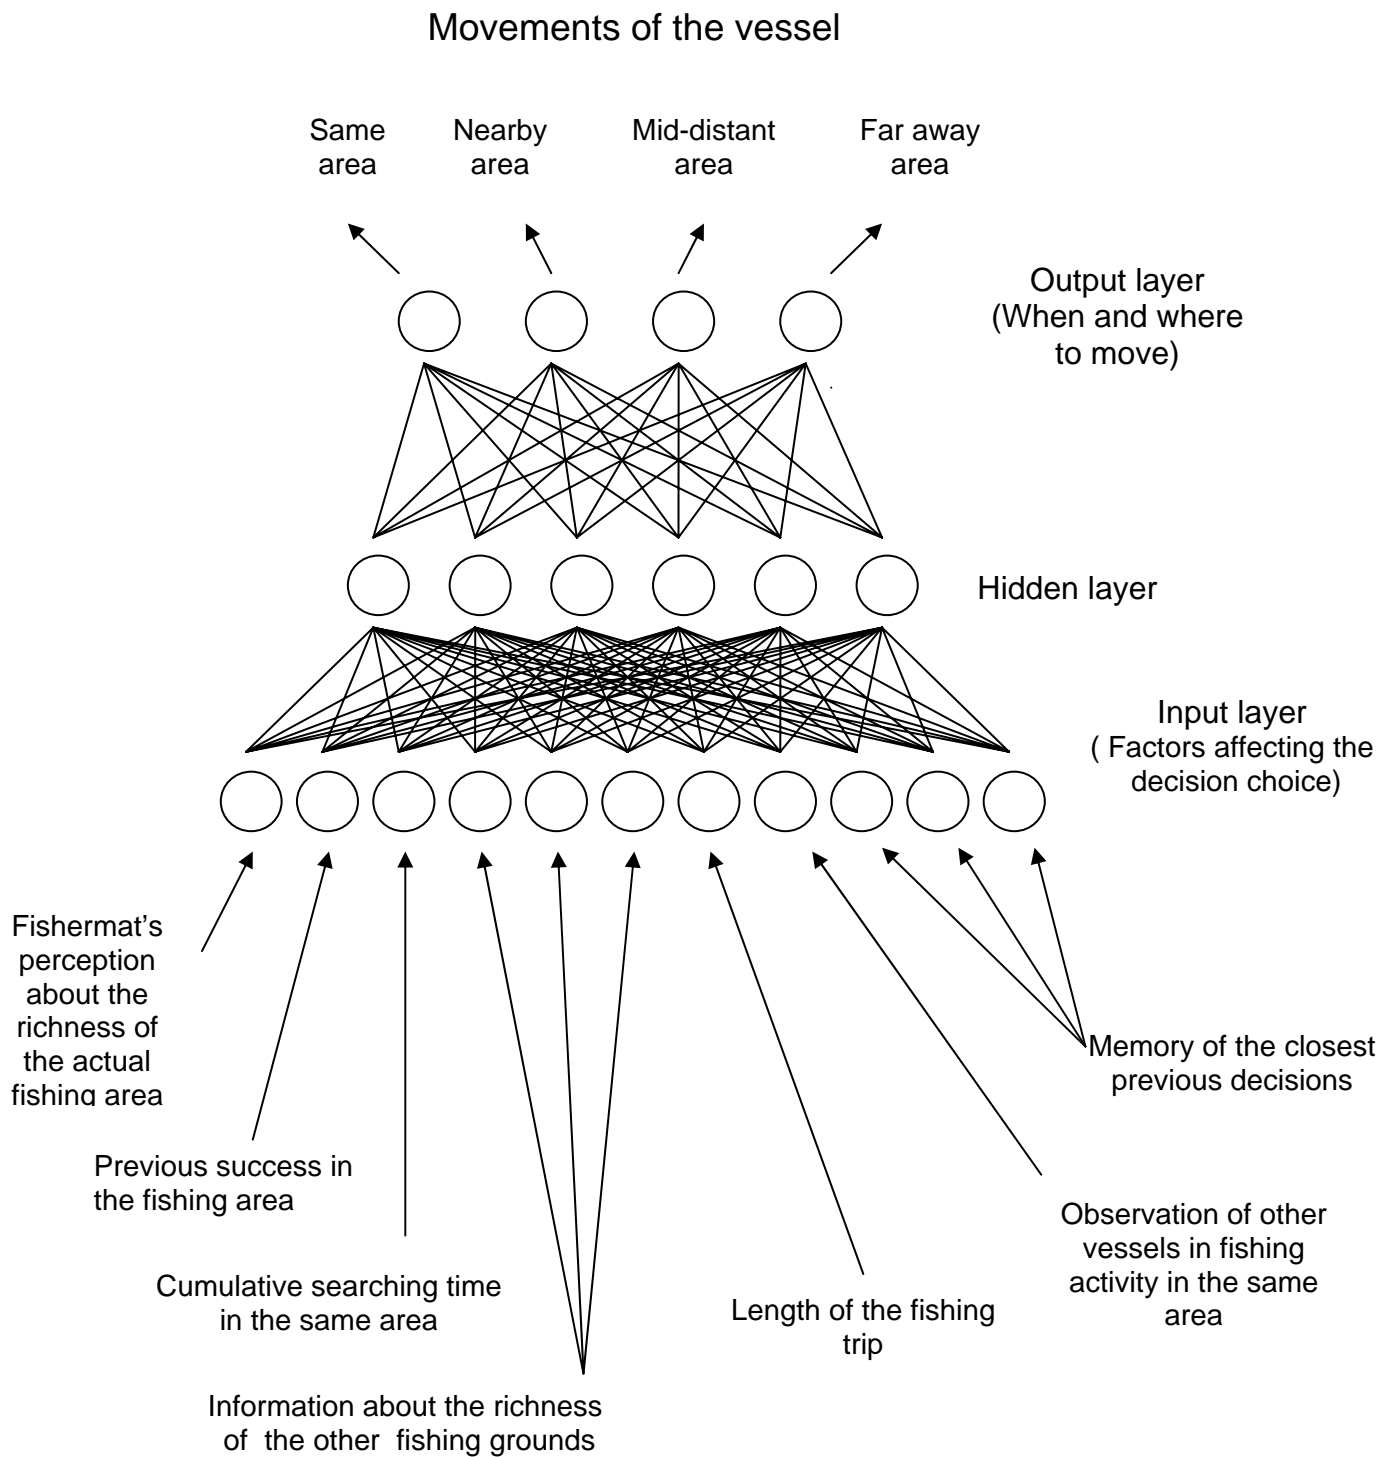 Movements of the vessel
Same
area
Nearby
area
Mid-distant
area
Far away
area
Output layer
(When and where
to move)
Hidden layer
Input layer
( Factors affecting the
decision choice)
Fishermat's
perception
about the
richness of
the actual
fishing area
Previous success in
the fishing area
Cumulative searching time
in the same area
Information about the richness
of the other fishing grounds
Length of the fishing
trip
Observation of other
vessels in fishing
activity in the same
area
Memory of the closest
previous decisions